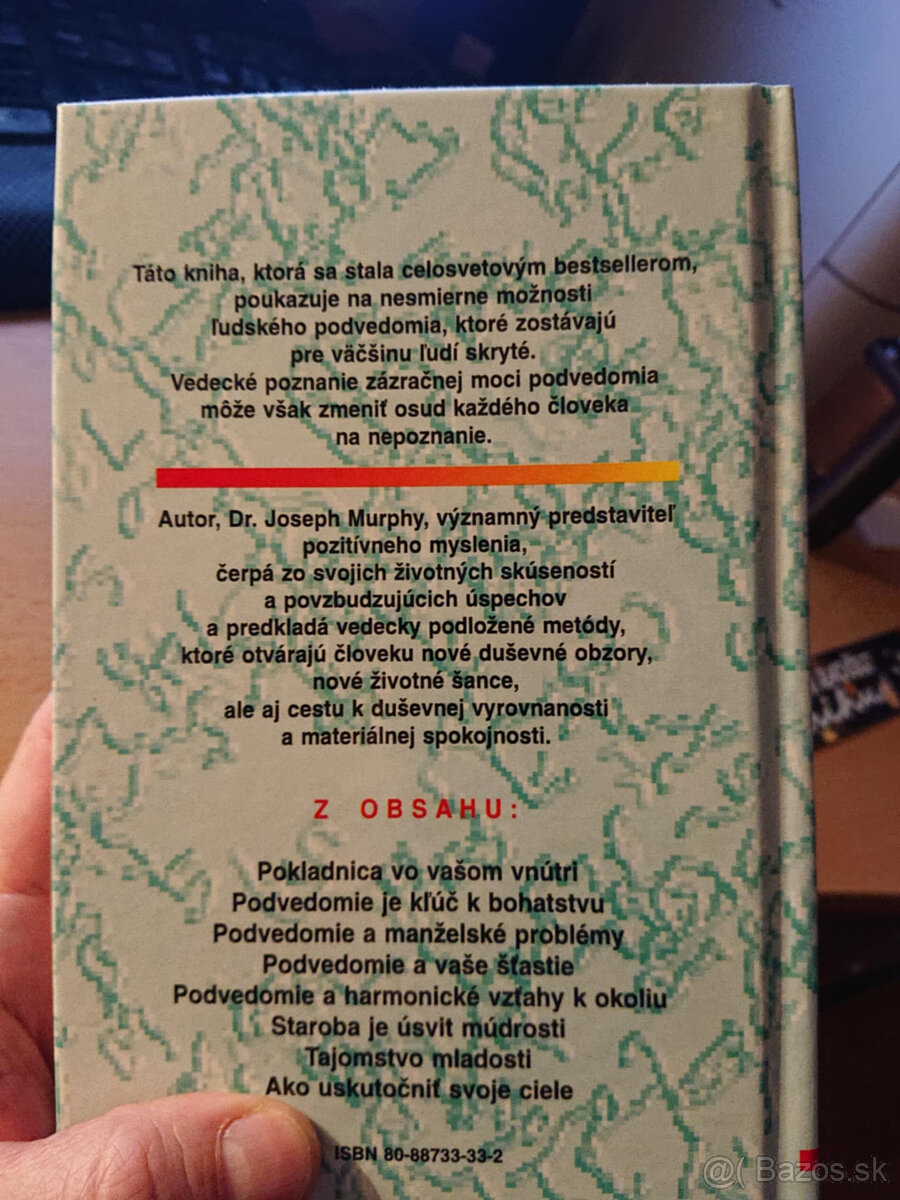 Táto kniha, ktorá sa stala celosvetovým bestsellerom,
poukazuje na nesmierne možnosti
ľudského podvedomia, ktoré zostávajú
pre väčšinu ľudí skryté.
Vedecké poznanie zázračnej moci podvedomia
môže však zmeniť osud každého človeka
na nepoznanie.
Autor, Dr. Joseph Murphy, významný predstaviteľ
pozitívneho myslenia,
čerpá zo svojich životných skúseností
a povzbudzujúcich úspechov
a predkladá vedecky podložené metódy,
ktoré otvárajú človeku nové duševné obzory,
nové životné šance,
ale aj cestu k duševnej vyrovnanosti
a materiálnej spokojnosti.
Z OBSAHU:
Pokladnica vo vašom vnútri
Podvedomie je kľúč k bohatstvu
Podvedomie a manželské problémy
Podvedomie a vaše šťastie
Podvedomie a harmonické vzťahy k okoliu
Staroba je úsvit múdrosti
Tajomstvo mladosti
Ako uskutočniť svoje ciele
ISBN 80-88733-33-2
@( Bazos.sk